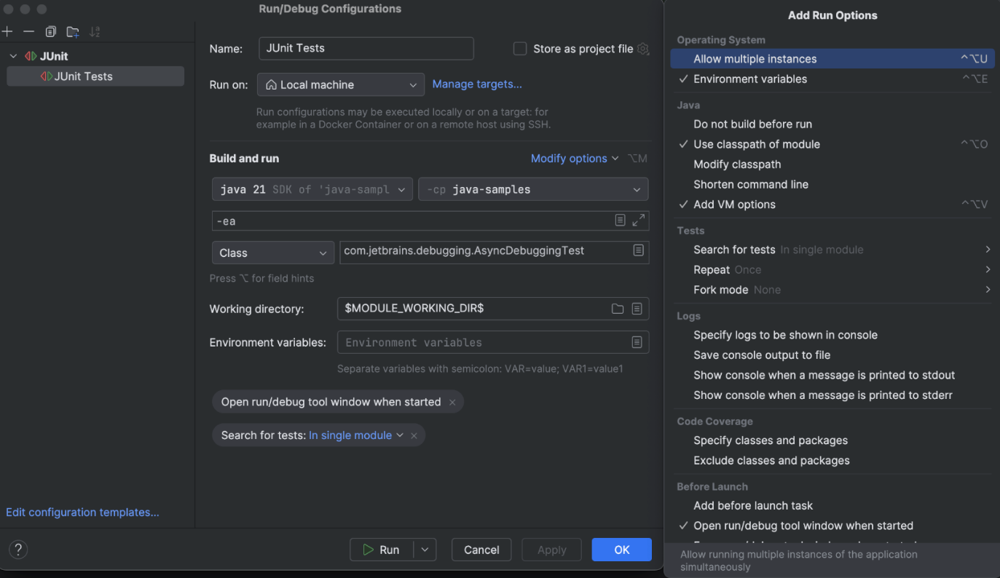 Run/Debug Configurations
JUnit
JUnit Tests
Edit configuration templates...
?
Name: JUnit Tests Store as project file
Run on: Local machine Manage targets...
Run configurations may be executed locally or on a target: for
example in a Docker Container or on a remote host using SSH.
Build and run Modify options ⌥M
java 21 SDK of 'java-sampl -cp java-samples
-ea
Class com.jetbrains.debugging.AsyncDebuggingTest
Press ⌥ for field hints
Working directory: $MODULE_WORKING_DIR$
Environment variables: Environment variables
Separate variables with semicolon: VAR=value; VAR1=value1
Open run/debug tool window when started ×
Search for tests: In single module ×
Run Cancel Apply OK
Add Run Options
Operating System
Allow multiple instances ⌃⌥U
✓ Environment variables ⌃⌥E
Java
Do not build before run
✓ Use classpath of module ⌃⌥O
Modify classpath
Shorten command line
✓ Add VM options ⌃⌥V
Tests
Search for tests In single module
Repeat Once
Fork mode None
Logs
Specify logs to be shown in console
Save console output to file
Show console when a message is printed to stdout
Show console when a message is printed to stderr
Code Coverage
Specify classes and packages
Exclude classes and packages
Before Launch
Add before launch task
✓ Open run/debug tool window when started
Allow running multiple instances of the application
simultaneously